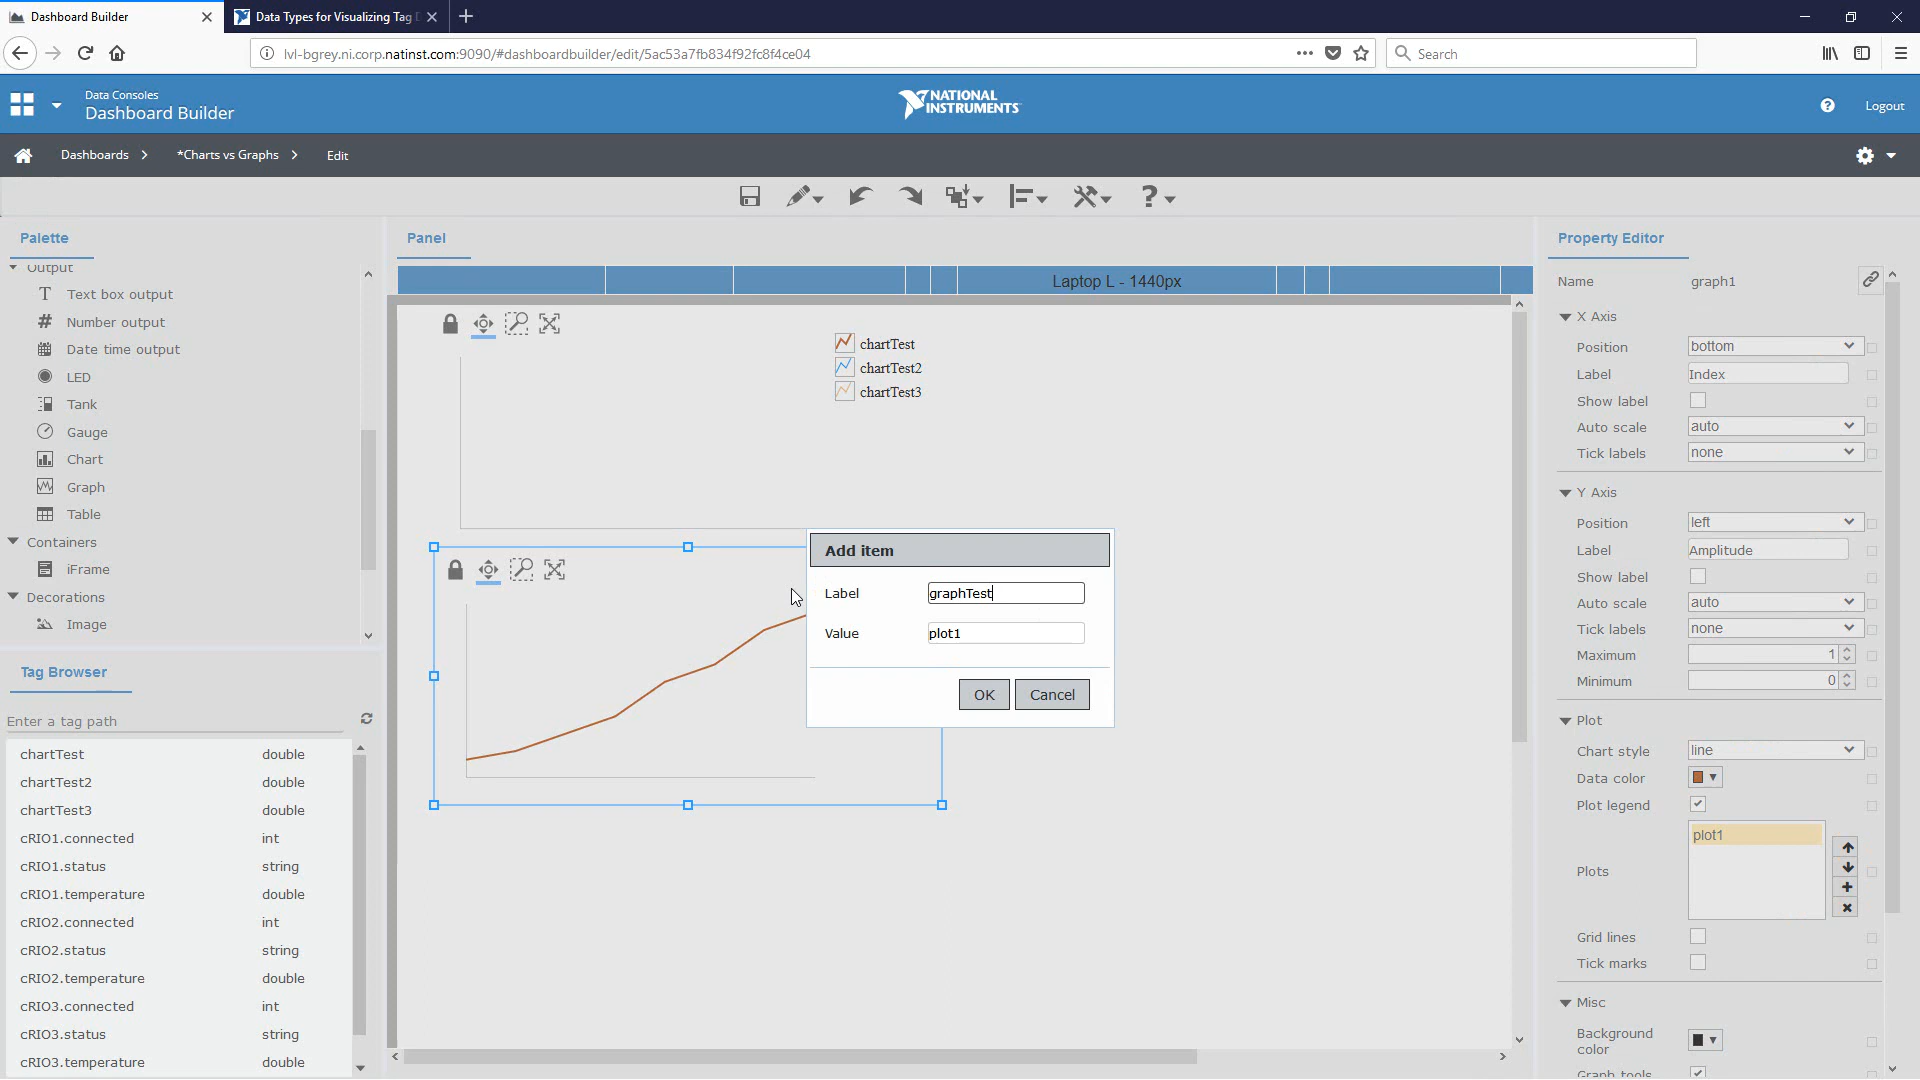 Dashboard Builder
Data Types for Visualizing Tag D
lvl-bgrey.ni.corp.natinst.com:9090/#dashboardbuilder/edit/5ac53a7fb834f92fc8f4ce04
Search
Data Consoles
Dashboard Builder
NATIONAL
INSTRUMENTS
Logout
Dashboards
*Charts vs Graphs
Edit
Palette
Output
Text box output
Number output
Date time output
LED
Tank
Gauge
Chart
Graph
Table
Containers
iFrame
Decorations
Image
Tag Browser
Enter a tag path
chartTest double
chartTest2 double
chartTest3 double
cRIO1.connected int
cRIO1.status string
cRIO1.temperature double
cRIO2.connected int
cRIO2.status string
cRIO2.temperature double
cRIO3.connected int
cRIO3.status string
cRIO3.temperature double
Panel
Laptop L - 1440px
chartTest
chartTest2
chartTest3
Add item
Label graphTest
Value plot1
OK Cancel
Property Editor
Name graph1
X Axis
Position bottom
Label Index
Show label
Auto scale auto
Tick labels none
Y Axis
Position left
Label Amplitude
Show label
Auto scale auto
Tick labels none
Maximum 1
Minimum 0
Plot
Chart style line
Data color
Plot legend
plot1
Plots
Grid lines
Tick marks
Misc
Background
color
Graph tools